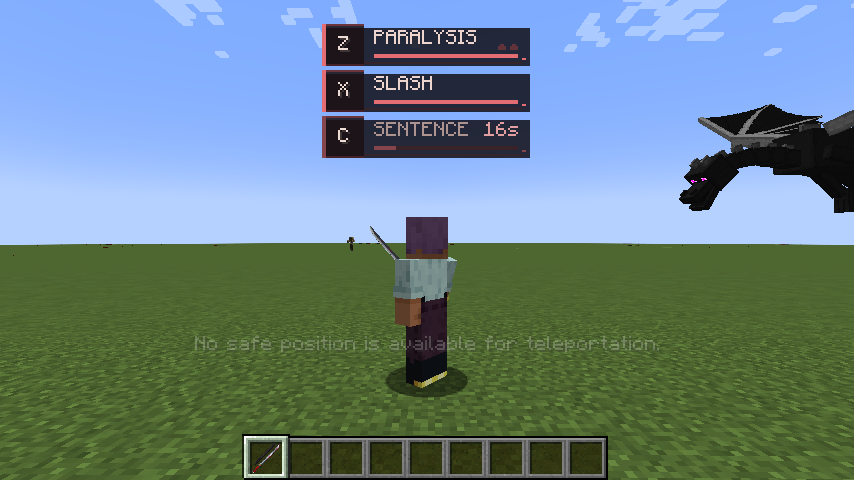 Z PARALYSIS
X SLASH
C SENTENCE 16s
No safe position is available for teleportation.